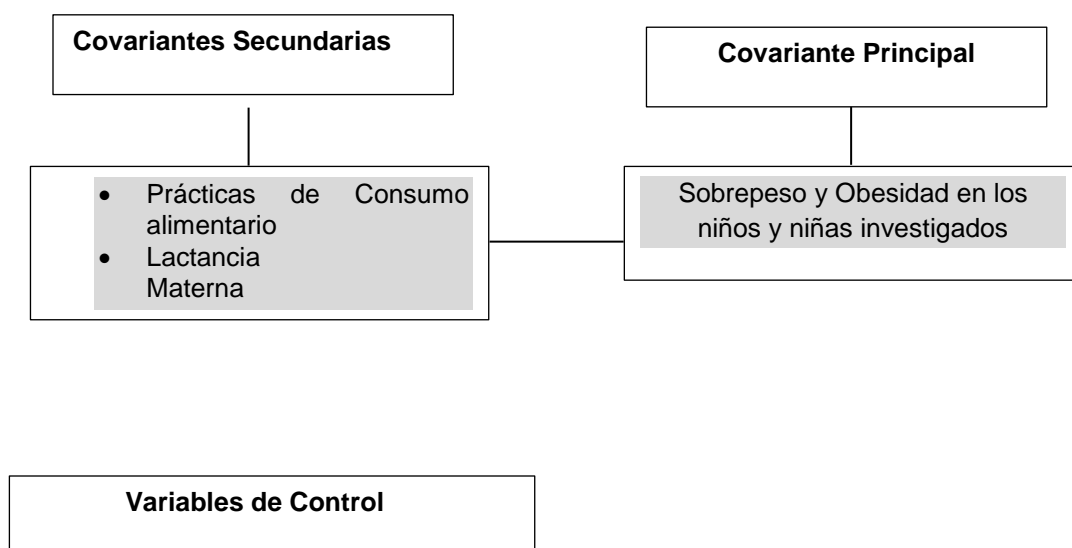 Covariantes Secundarias
Covariante Principal
• Prácticas de Consumo
alimentario
• Lactancia
Materna
Sobrepeso y Obesidad en los
niños y niñas investigados
Variables de Control